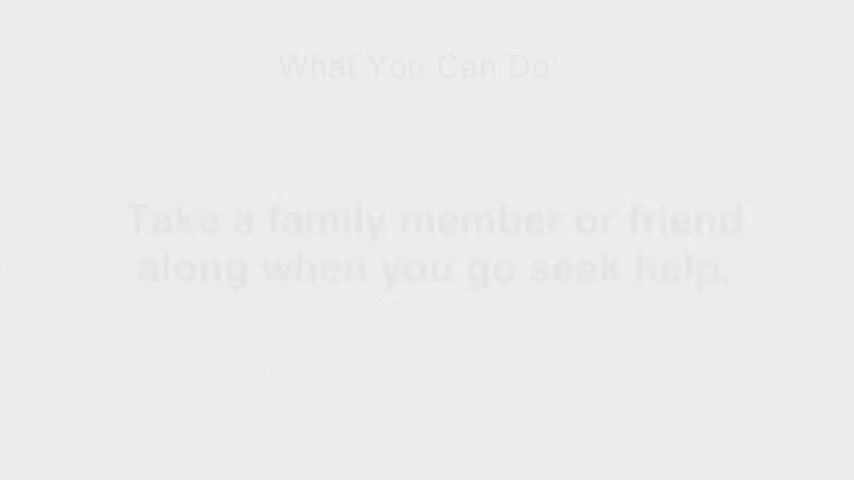 What You Can Do:
Take a family member or friend
along when you go seek help.